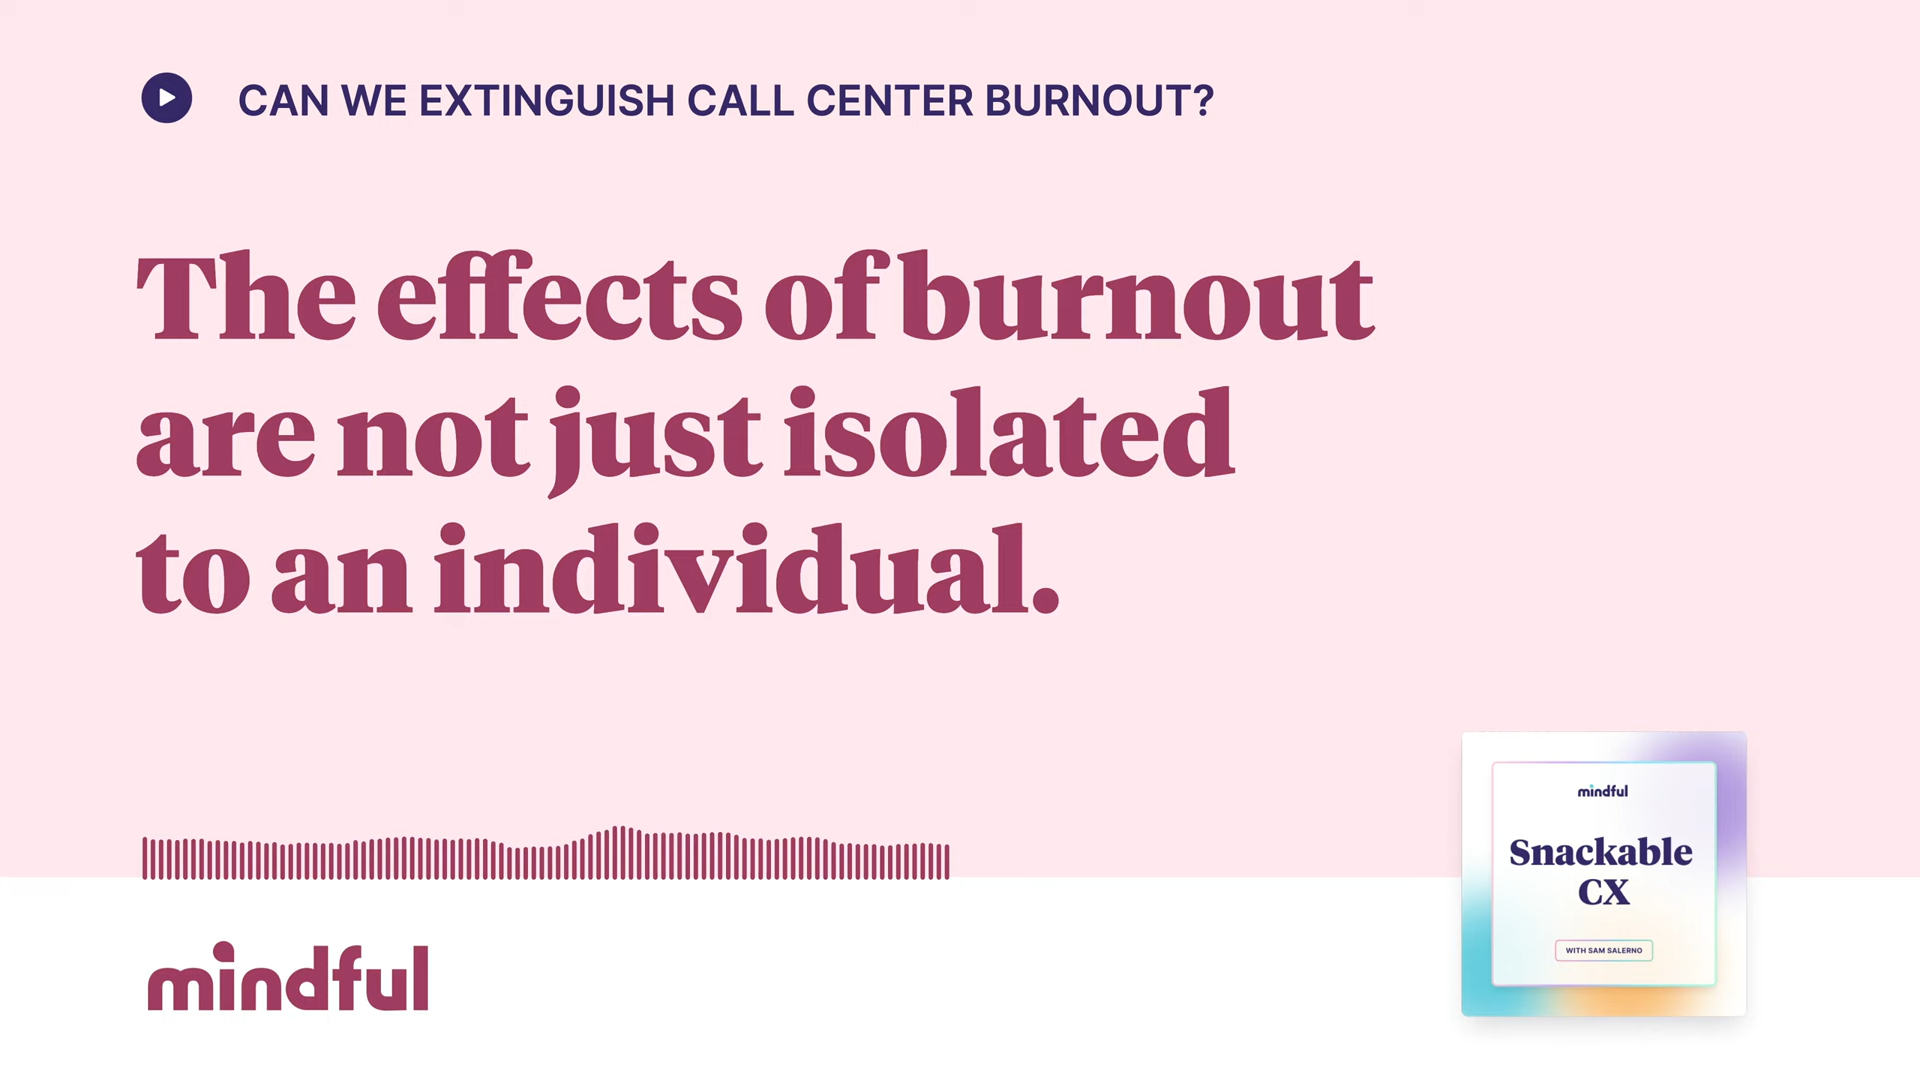 CAN WE EXTINGUISH CALL CENTER BURNOUT?
The effects of burnout
are not just isolated
to an individual.
mindful
Snackable
CX
WITH SAM SALERNO
mindful